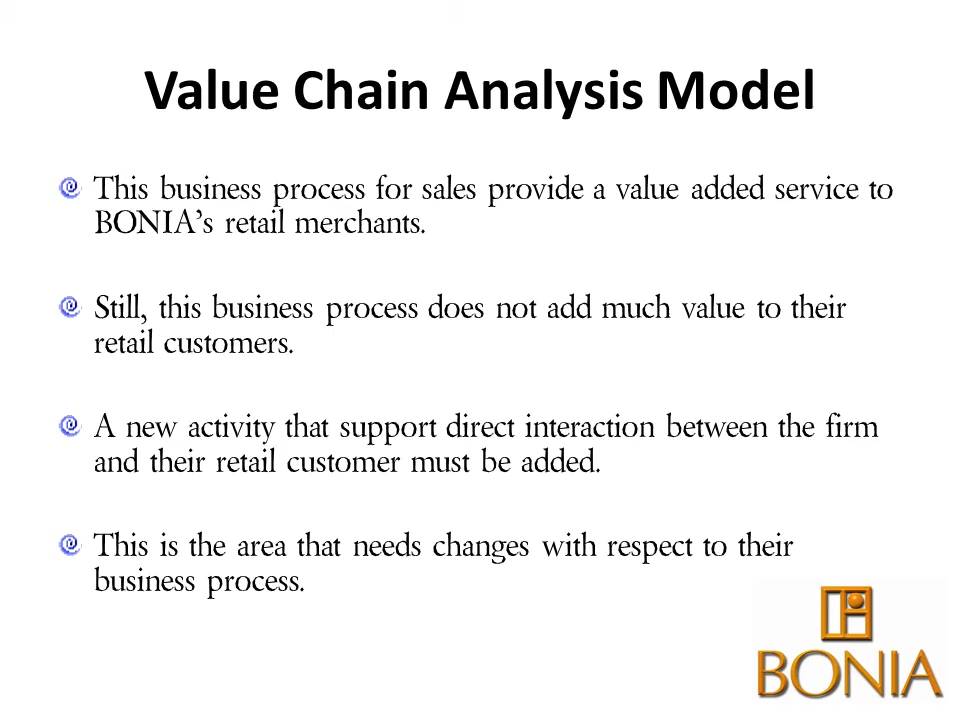 Value Chain Analysis Model
This business process for sales provide a value added service to
BONIA’s retail merchants.
Still, this business process does not add much value to their
retail customers.
A new activity that support direct interaction between the firm
and their retail customer must be added.
This is the area that needs changes with respect to their
business process.
BONIA